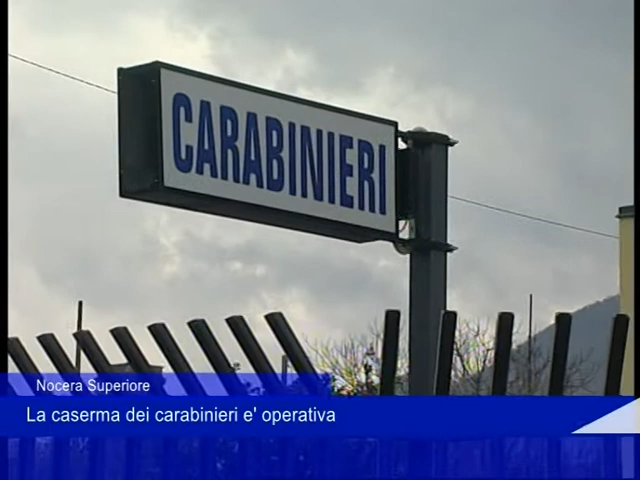 CARABINIERI
Nocera Superiore
La caserma dei carabinieri e' operativa